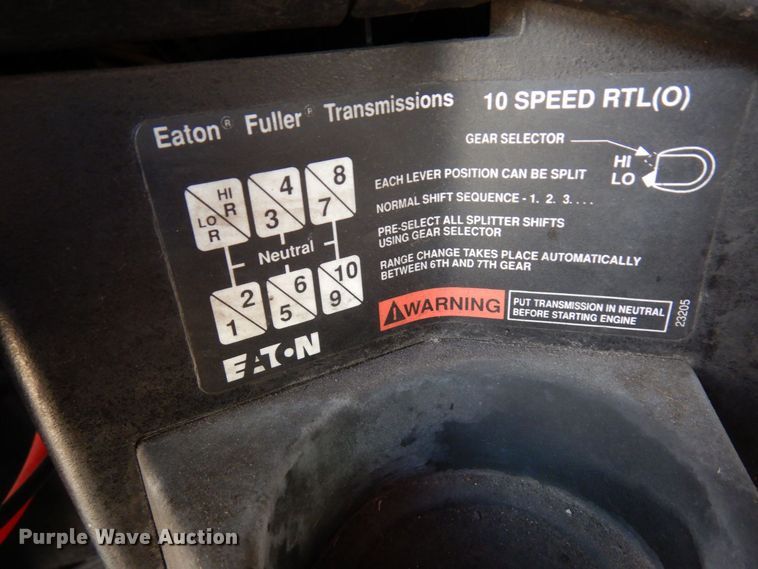 Eaton® Fuller® Transmissions 10 SPEED RTL(O)
GEAR SELECTOR
HI
LO
HI
R
LO
R
4
3
8
7
Neutral
2
1
6
5
10
9
EACH LEVER POSITION CAN BE SPLIT
NORMAL SHIFT SEQUENCE - 1. 2. 3. . . .
PRE-SELECT ALL SPLITTER SHIFTS
USING GEAR SELECTOR
RANGE CHANGE TAKES PLACE AUTOMATICALLY
BETWEEN 6TH AND 7TH GEAR
WARNING
PUT TRANSMISSION IN NEUTRAL
BEFORE STARTING ENGINE
23205
EATON
Purple Wave Auction